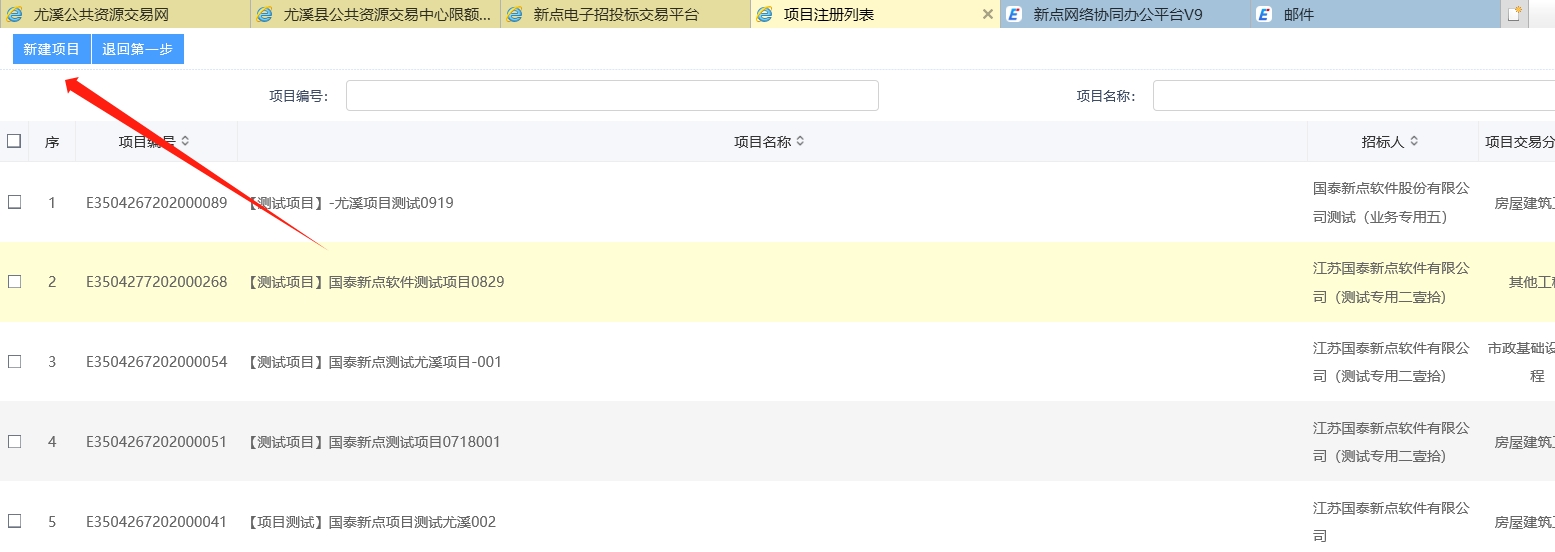 尤溪公共资源交易网 尤溪县公共资源交易中心限额... 新点电子招投标交易平台 项目注册列表 新点网络协同办公平台V9 邮件
新建项目 退回第一步
项目编号： 项目名称：
序 项目编号 项目名称 招标人 项目交易分
1 E3504267202000089 【测试项目】-尤溪项目测试0919 国泰新点软件股份有限公
司测试（业务专用五） 房屋建筑工
2 E3504277202000268 【测试项目】国泰新点软件测试项目0829 江苏国泰新点软件有限公
司（测试专用二壹拾） 其他工程
3 E3504267202000054 【测试项目】国泰新点测试尤溪项目-001 江苏国泰新点软件有限公 市政基础设
司（测试专用二壹拾） 程
4 E3504267202000051 【测试项目】国泰新点测试项目0718001 江苏国泰新点软件有限公
司（测试专用二壹拾） 房屋建筑工
5 E3504267202000041 【项目测试】国泰新点项目测试尤溪002 江苏国泰新点软件有限公
司 房屋建筑工